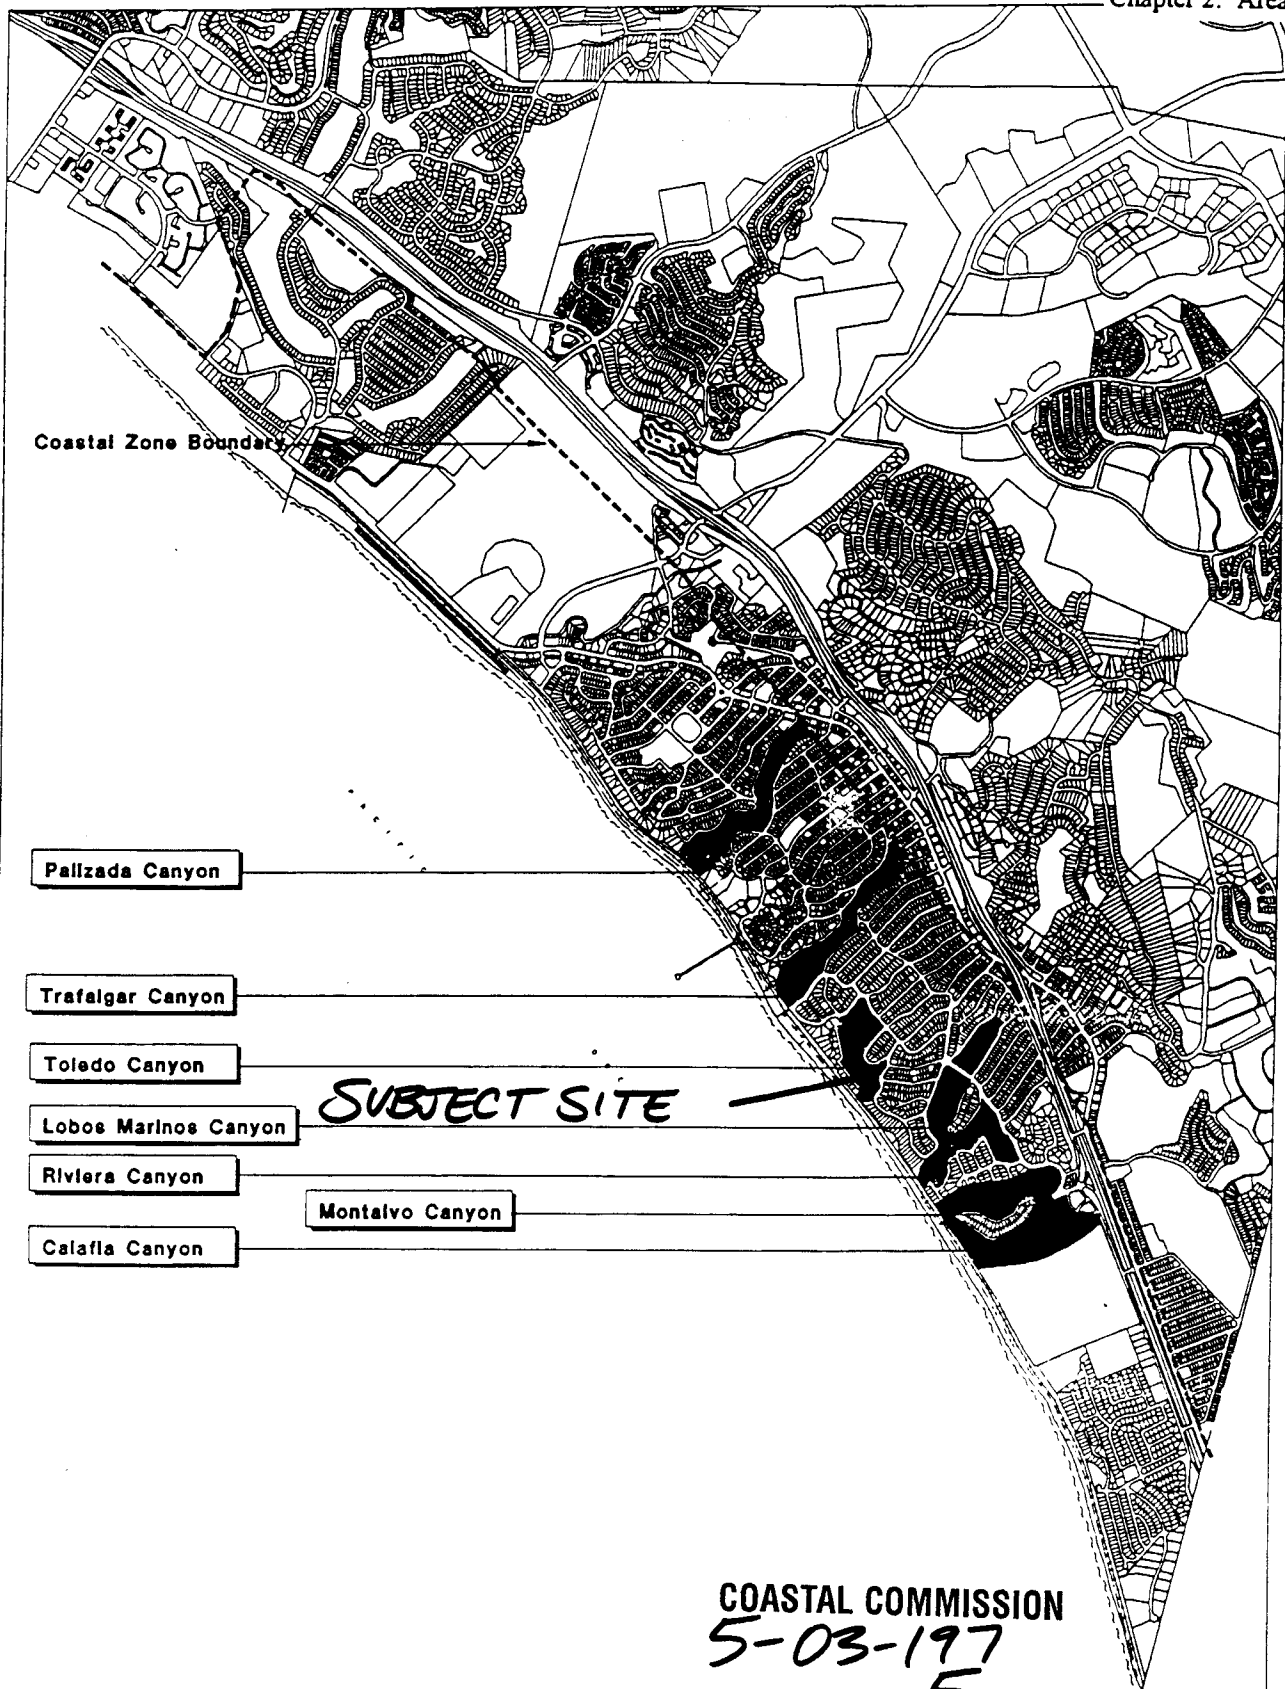 Chapter 2. Area
Coastal Zone Boundary
Palizada Canyon
Trafalgar Canyon
Toledo Canyon
SUBJECT SITE
Lobos Marinos Canyon
Riviera Canyon
Montalvo Canyon
Calafia Canyon
COASTAL COMMISSION
5-03-197
5